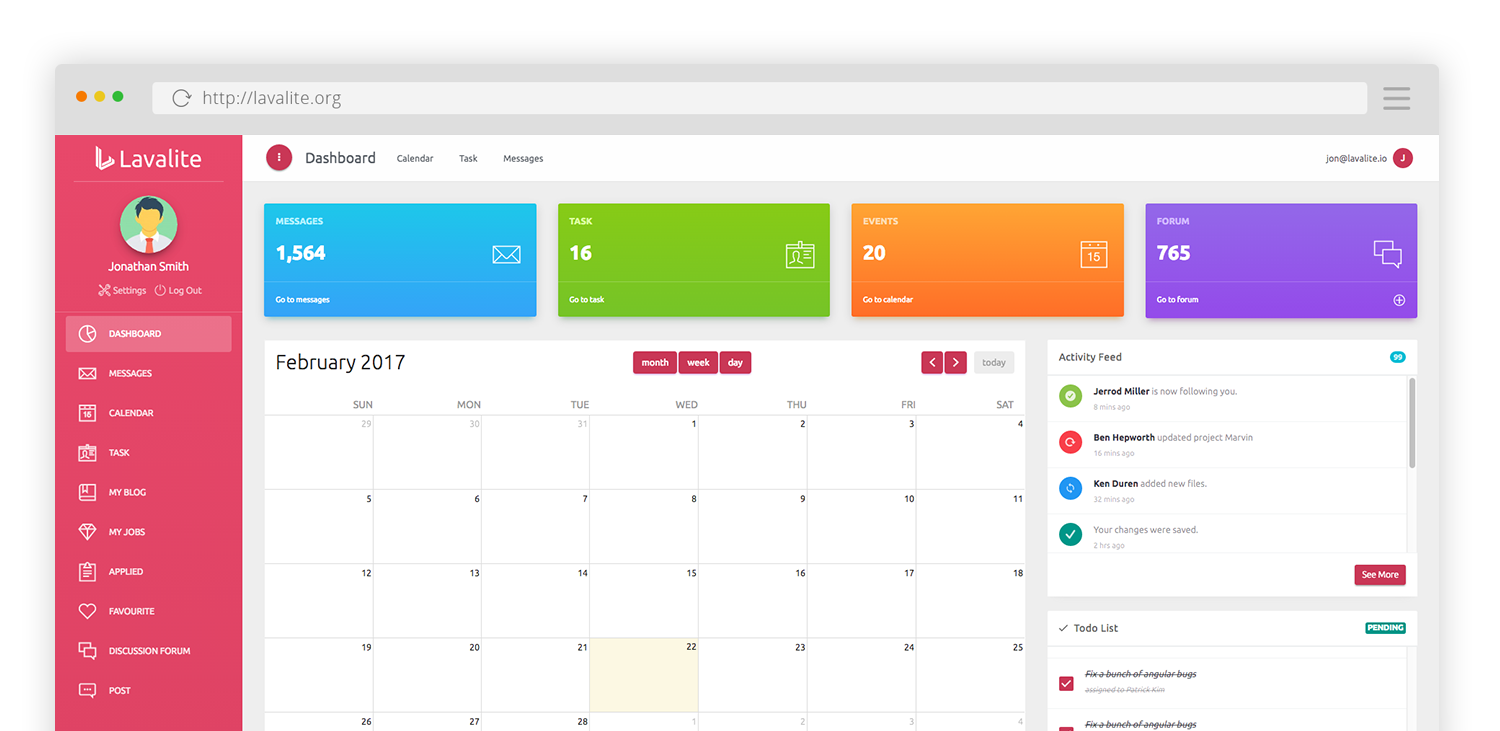 http://lavalite.org
Lavalite
Jonathan Smith
Settings Log Out
DASHBOARD
MESSAGES
16 CALENDAR
TASK
MY BLOG
MY JOBS
APPLIED
FAVOURITE
DISCUSSION FORUM
POST
Dashboard Calendar Task Messages
jon@lavalite.io J
MESSAGES
1,564
Go to messages
TASK
16
Go to task
EVENTS
20
15
Go to calendar
FORUM
765
Go to forum
February 2017
month week day
today
SUN MON TUE WED THU FRI SAT
29 30 31 1 2 3 4
5 6 7 8 9 10 11
12 13 14 15 16 17 18
19 20 21 22 23 24 25
26 27 28 1 2 3 4
Activity Feed 99
Jerrod Miller is now following you.
8 mins ago
Ben Hepworth updated project Marvin
16 mins ago
Ken Duren added new files.
32 mins ago
Your changes were saved.
2 hrs ago
See More
Todo List PENDING
Fix a bunch of angular bugs
assigned to Patrick Kim
Fix a bunch of angular bugs